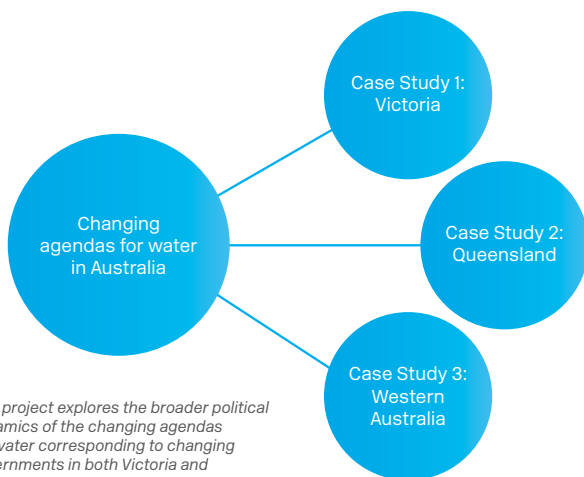 Case Study 1:
Victoria
Changing
agendas for water
in Australia
Case Study 2:
Queensland
Case Study 3:
Western
Australia
project explores the broader political
amics of the changing agendas
water corresponding to changing
ernments in both Victoria and